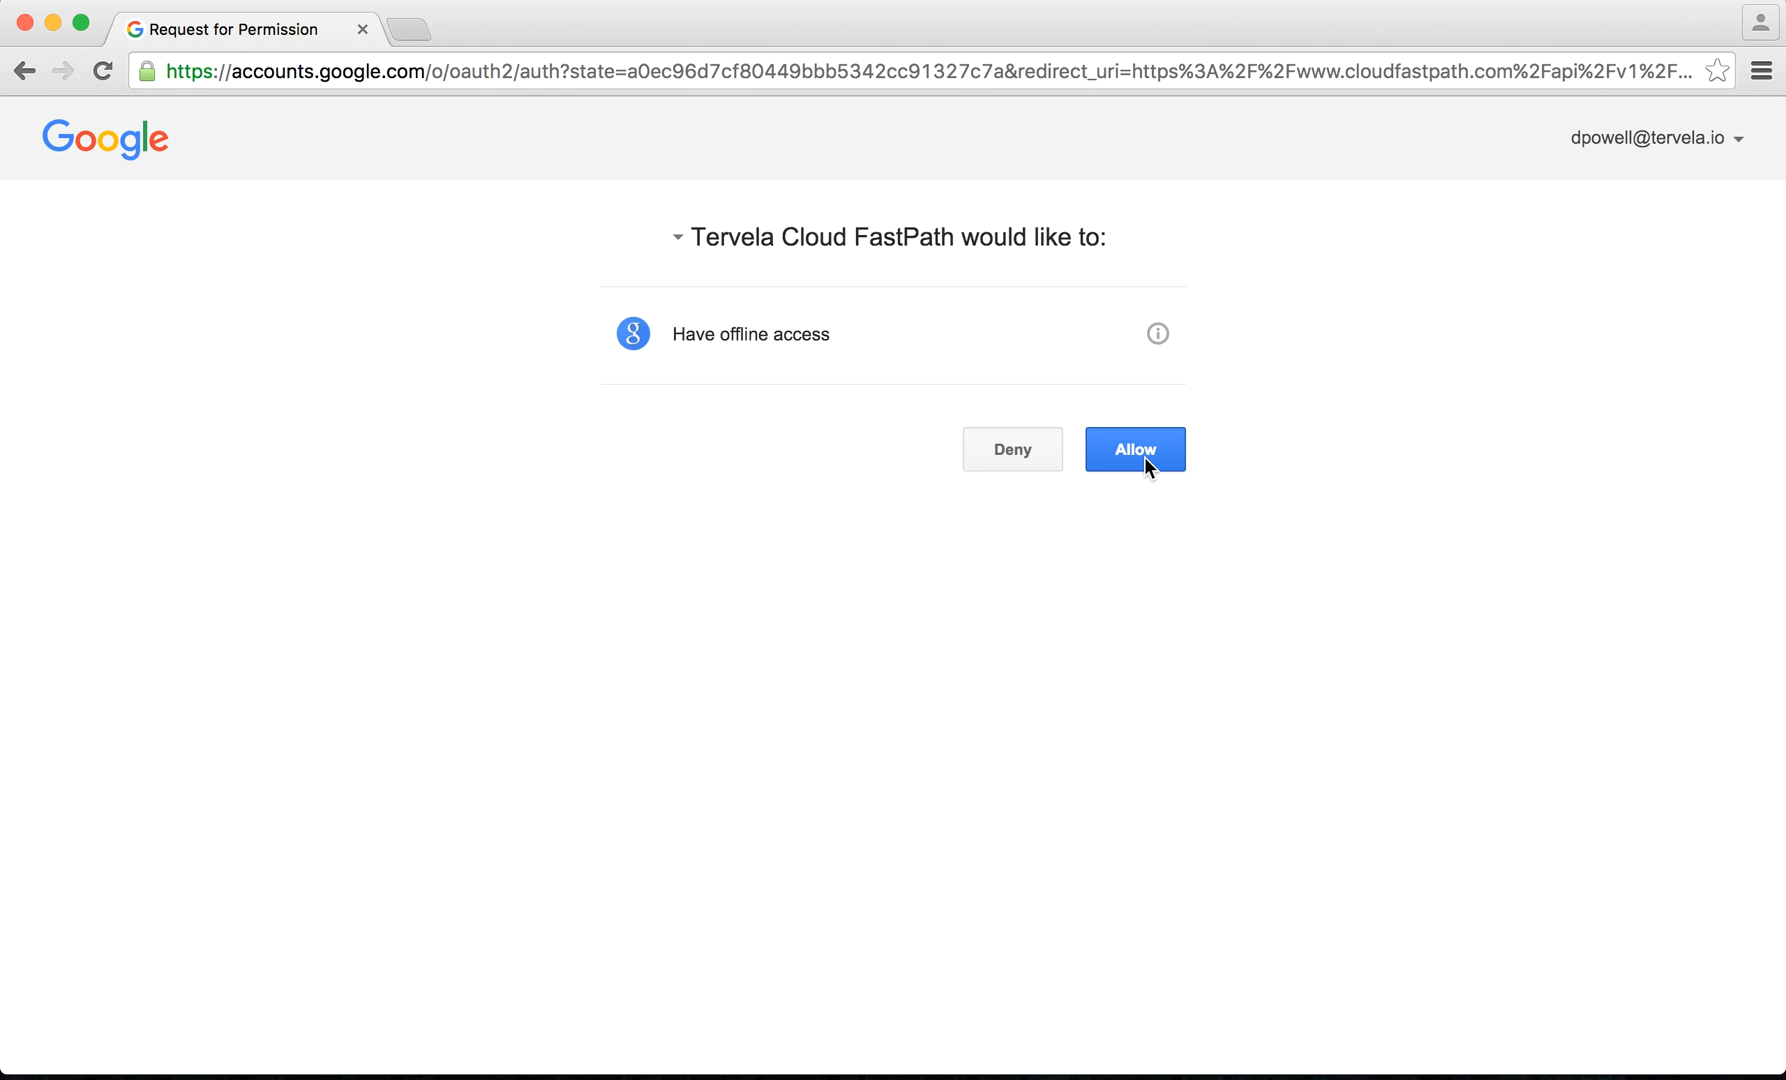 Request for Permission
https://accounts.google.com/o/oauth2/auth?state=a0ec96d7cf80449bbb5342cc91327c7a&redirect_uri=https%3A%2F%2Fwww.cloudfastpath.com%2Fapi%2Fv1%2F...
Google
dpowell@tervela.io
Tervela Cloud FastPath would like to:
Have offline access
Deny
Allow